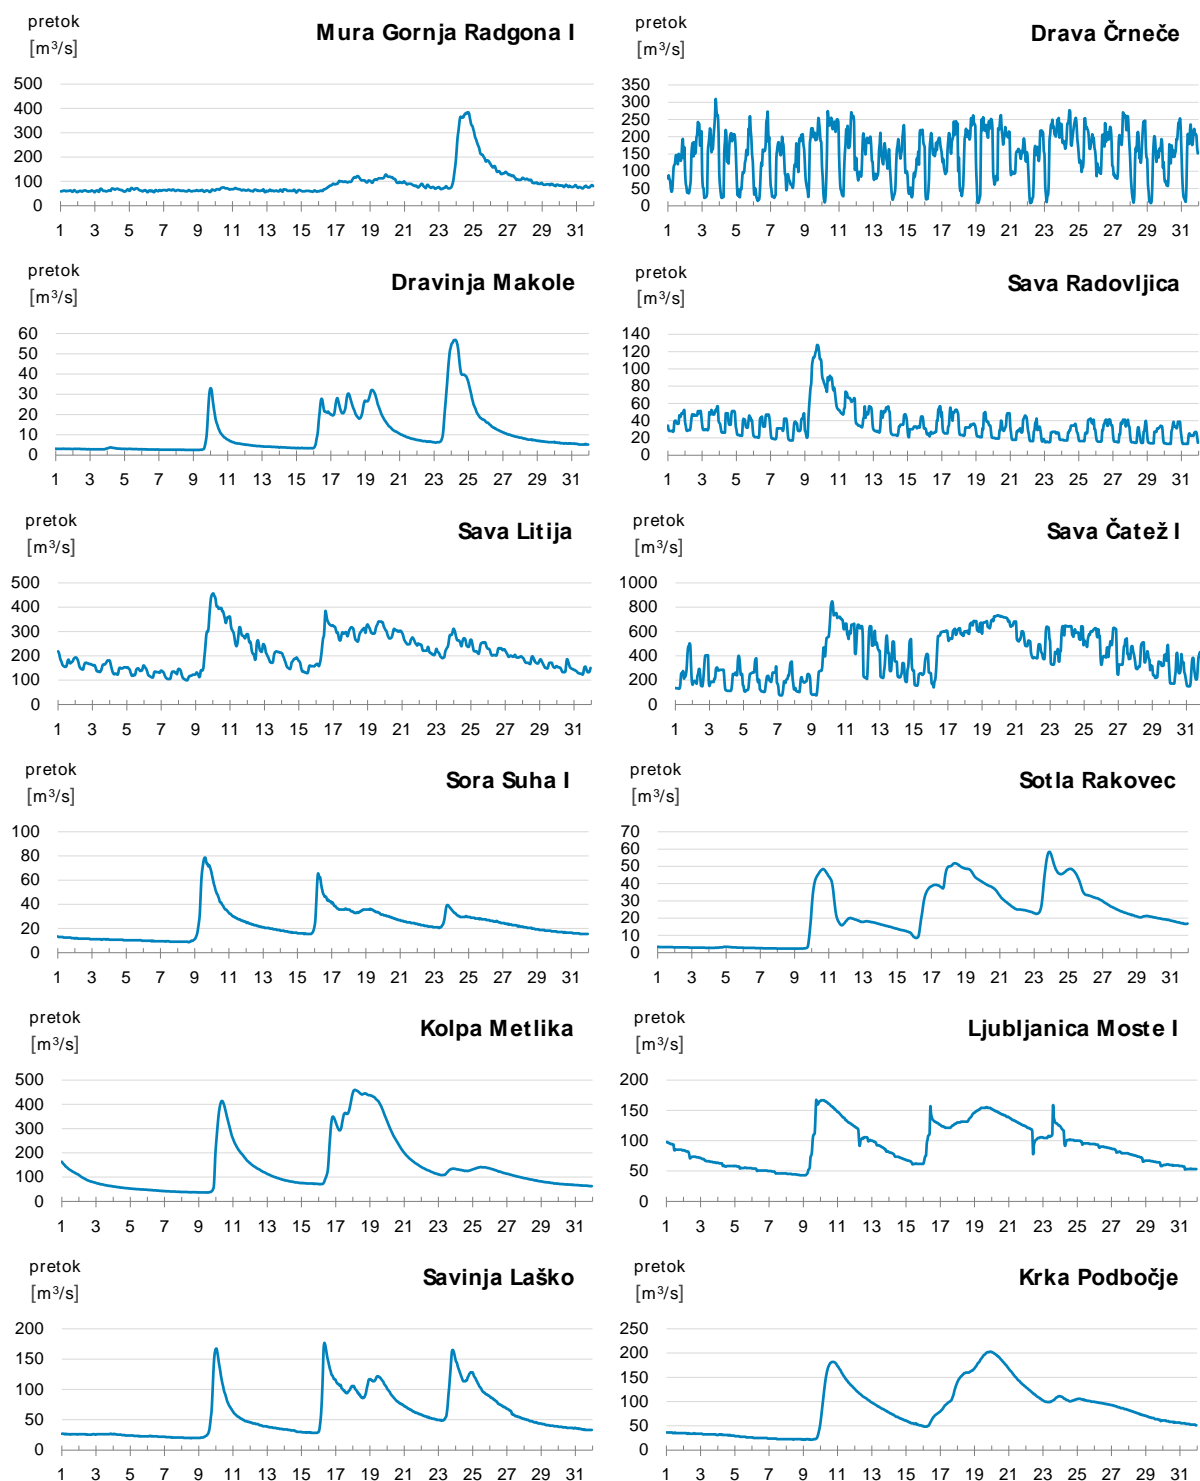 pretok
[m³/s]
Mura Gornja Radgona I
500
400
300
200
100
0
1 3 5 7 9 11 13 15 17 19 21 23 25 27 29 31
Drava Črneče
350
300
250
200
150
100
50
0
1 3 5 7 9 11 13 15 17 19 21 23 25 27 29 31
pretok
[m³/s]
pretok
[m³/s]
Dravinja Makole
60
50
40
30
20
10
0
1 3 5 7 9 11 13 15 17 19 21 23 25 27 29 31
pretok
[m³/s]
Sava Radovljica
140
120
100
80
60
40
20
0
1 3 5 7 9 11 13 15 17 19 21 23 25 27 29 31
pretok
[m³/s]
Sava Litija
500
400
300
200
100
0
1 3 5 7 9 11 13 15 17 19 21 23 25 27 29 31
pretok
[m³/s]
Sava Čatež I
1000
800
600
400
200
0
1 3 5 7 9 11 13 15 17 19 21 23 25 27 29 31
pretok
[m³/s]
Sora Suha I
100
80
60
40
20
0
1 3 5 7 9 11 13 15 17 19 21 23 25 27 29 31
pretok
[m³/s]
Sotla Rakovec
70
60
50
40
30
20
10
0
1 3 5 7 9 11 13 15 17 19 21 23 25 27 29 31
pretok
[m³/s]
Kolpa Metlika
500
400
300
200
100
0
1 3 5 7 9 11 13 15 17 19 21 23 25 27 29 31
pretok
[m³/s]
Ljubljanica Moste I
200
150
100
50
0
1 3 5 7 9 11 13 15 17 19 21 23 25 27 29 31
pretok
[m³/s]
Savinja Laško
200
150
100
50
0
1 3 5 7 9 11 13 15 17 19 21 23 25 27 29 31
pretok
[m³/s]
Krka Podbočje
250
200
150
100
50
0
1 3 5 7 9 11 13 15 17 19 21 23 25 27 29 31